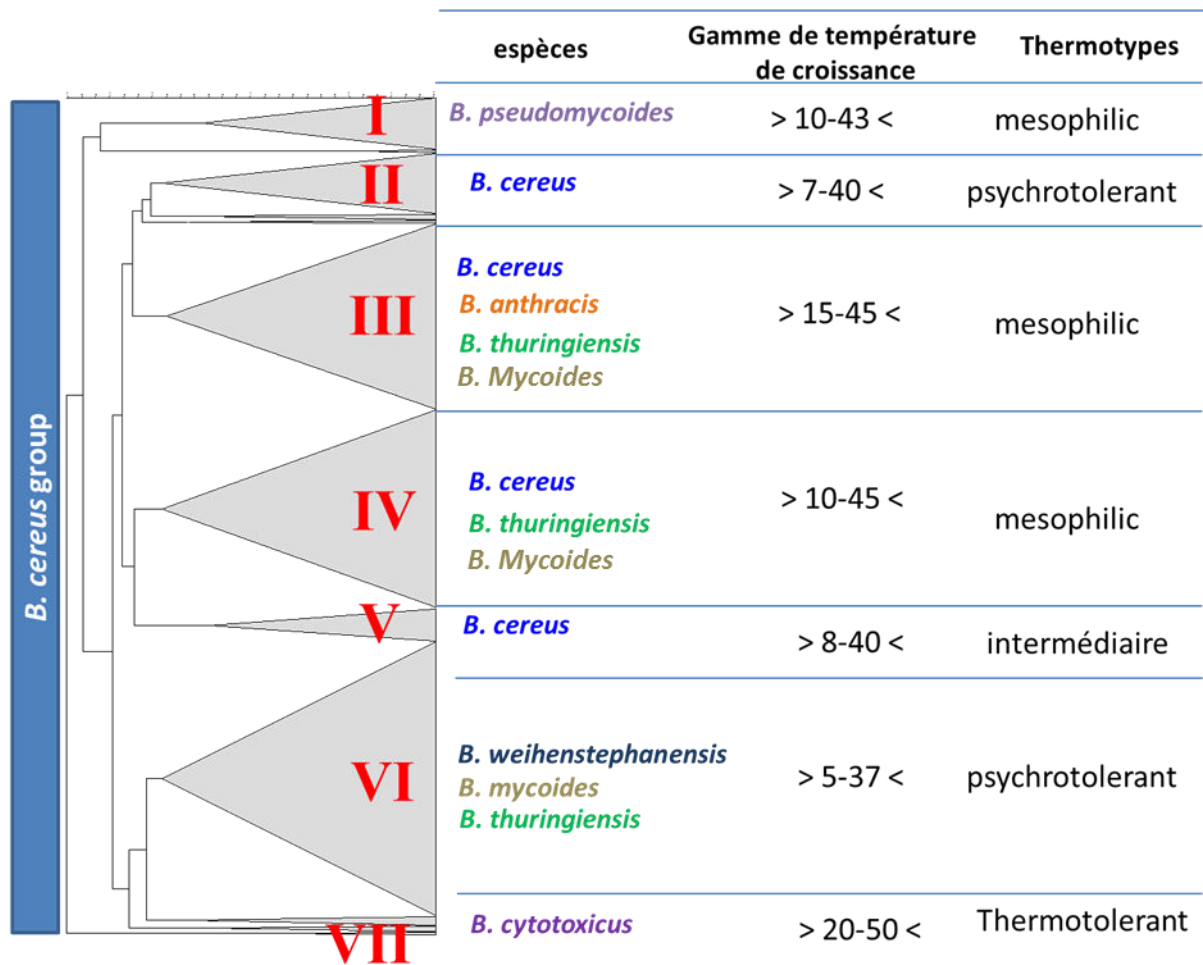 espèces
Gamme de température
de croissance
Thermotypes
B. cereus group
I
B. pseudomycoides
> 10-43 <
mesophilic
II
B. cereus
> 7-40 <
psychrotolerant
III
B. cereus
B. anthracis
B. thuringiensis
B. Mycoides
> 15-45 <
mesophilic
IV
B. cereus
B. thuringiensis
B. Mycoides
> 10-45 <
mesophilic
V
B. cereus
> 8-40 <
intermédiaire
VI
B. weihenstephanensis
B. mycoides
B. thuringiensis
> 5-37 <
psychrotolerant
VII
B. cytotoxicus
> 20-50 <
Thermotolerant